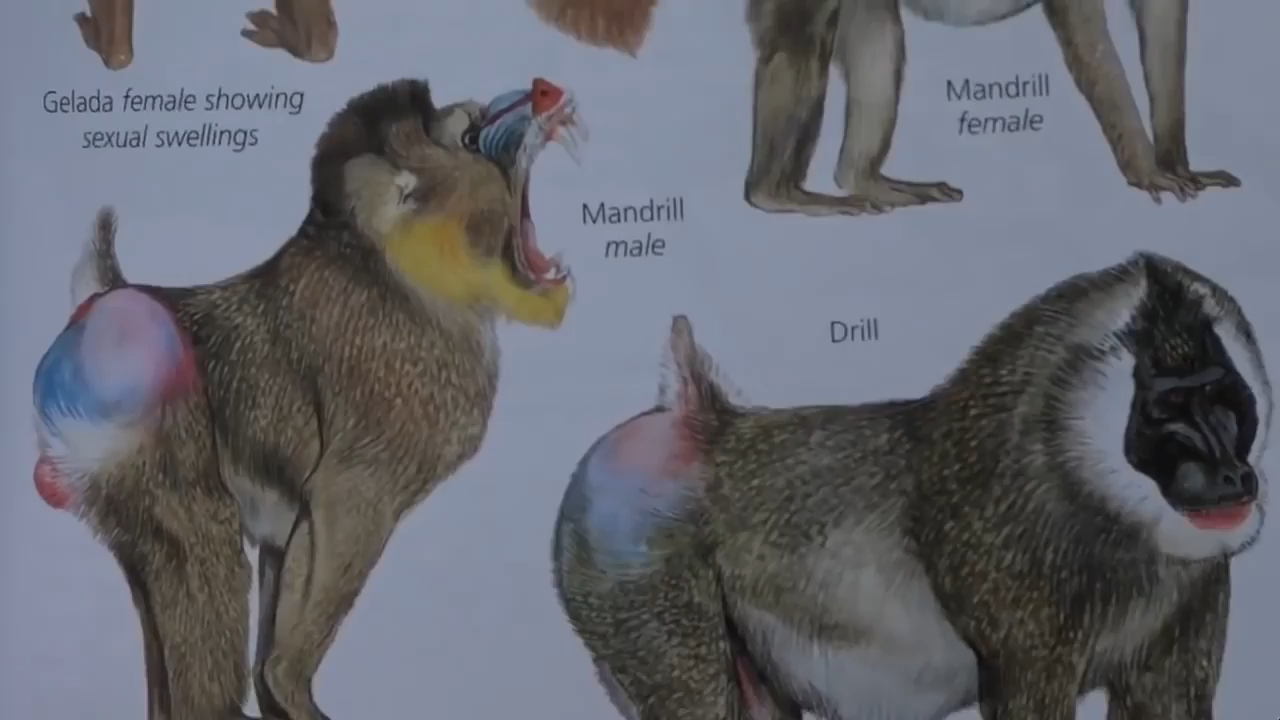 Gelada female showing
sexual swellings
Mandrill
female
Mandrill
male
Drill